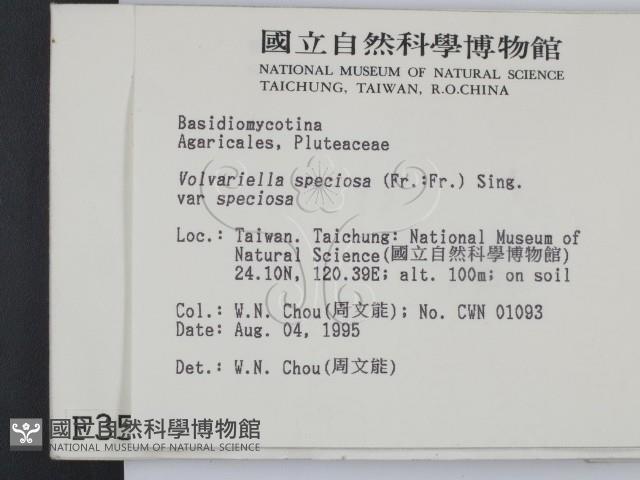 國立自然科學博物館
NATIONAL MUSEUM OF NATURAL SCIENCE
TAICHUNG, TAIWAN, R.O.CHINA
Basidiomycotina
Agaricales, Pluteaceae
Volvariella speciosa (Fr.:Fr.) Sing.
var speciosa
Loc.: Taiwan. Taichung: National Museum of
Natural Science(國立自然科學博物館)
24.10N, 120.39E; alt. 100m; on soil
Col.: W.N. Chou(周文能); No. CWN 01093
Date: Aug. 04, 1995
Det.: W.N. Chou(周文能)
E35
國立自然科學博物館
NATIONAL MUSEUM OF NATURAL SCIENCE